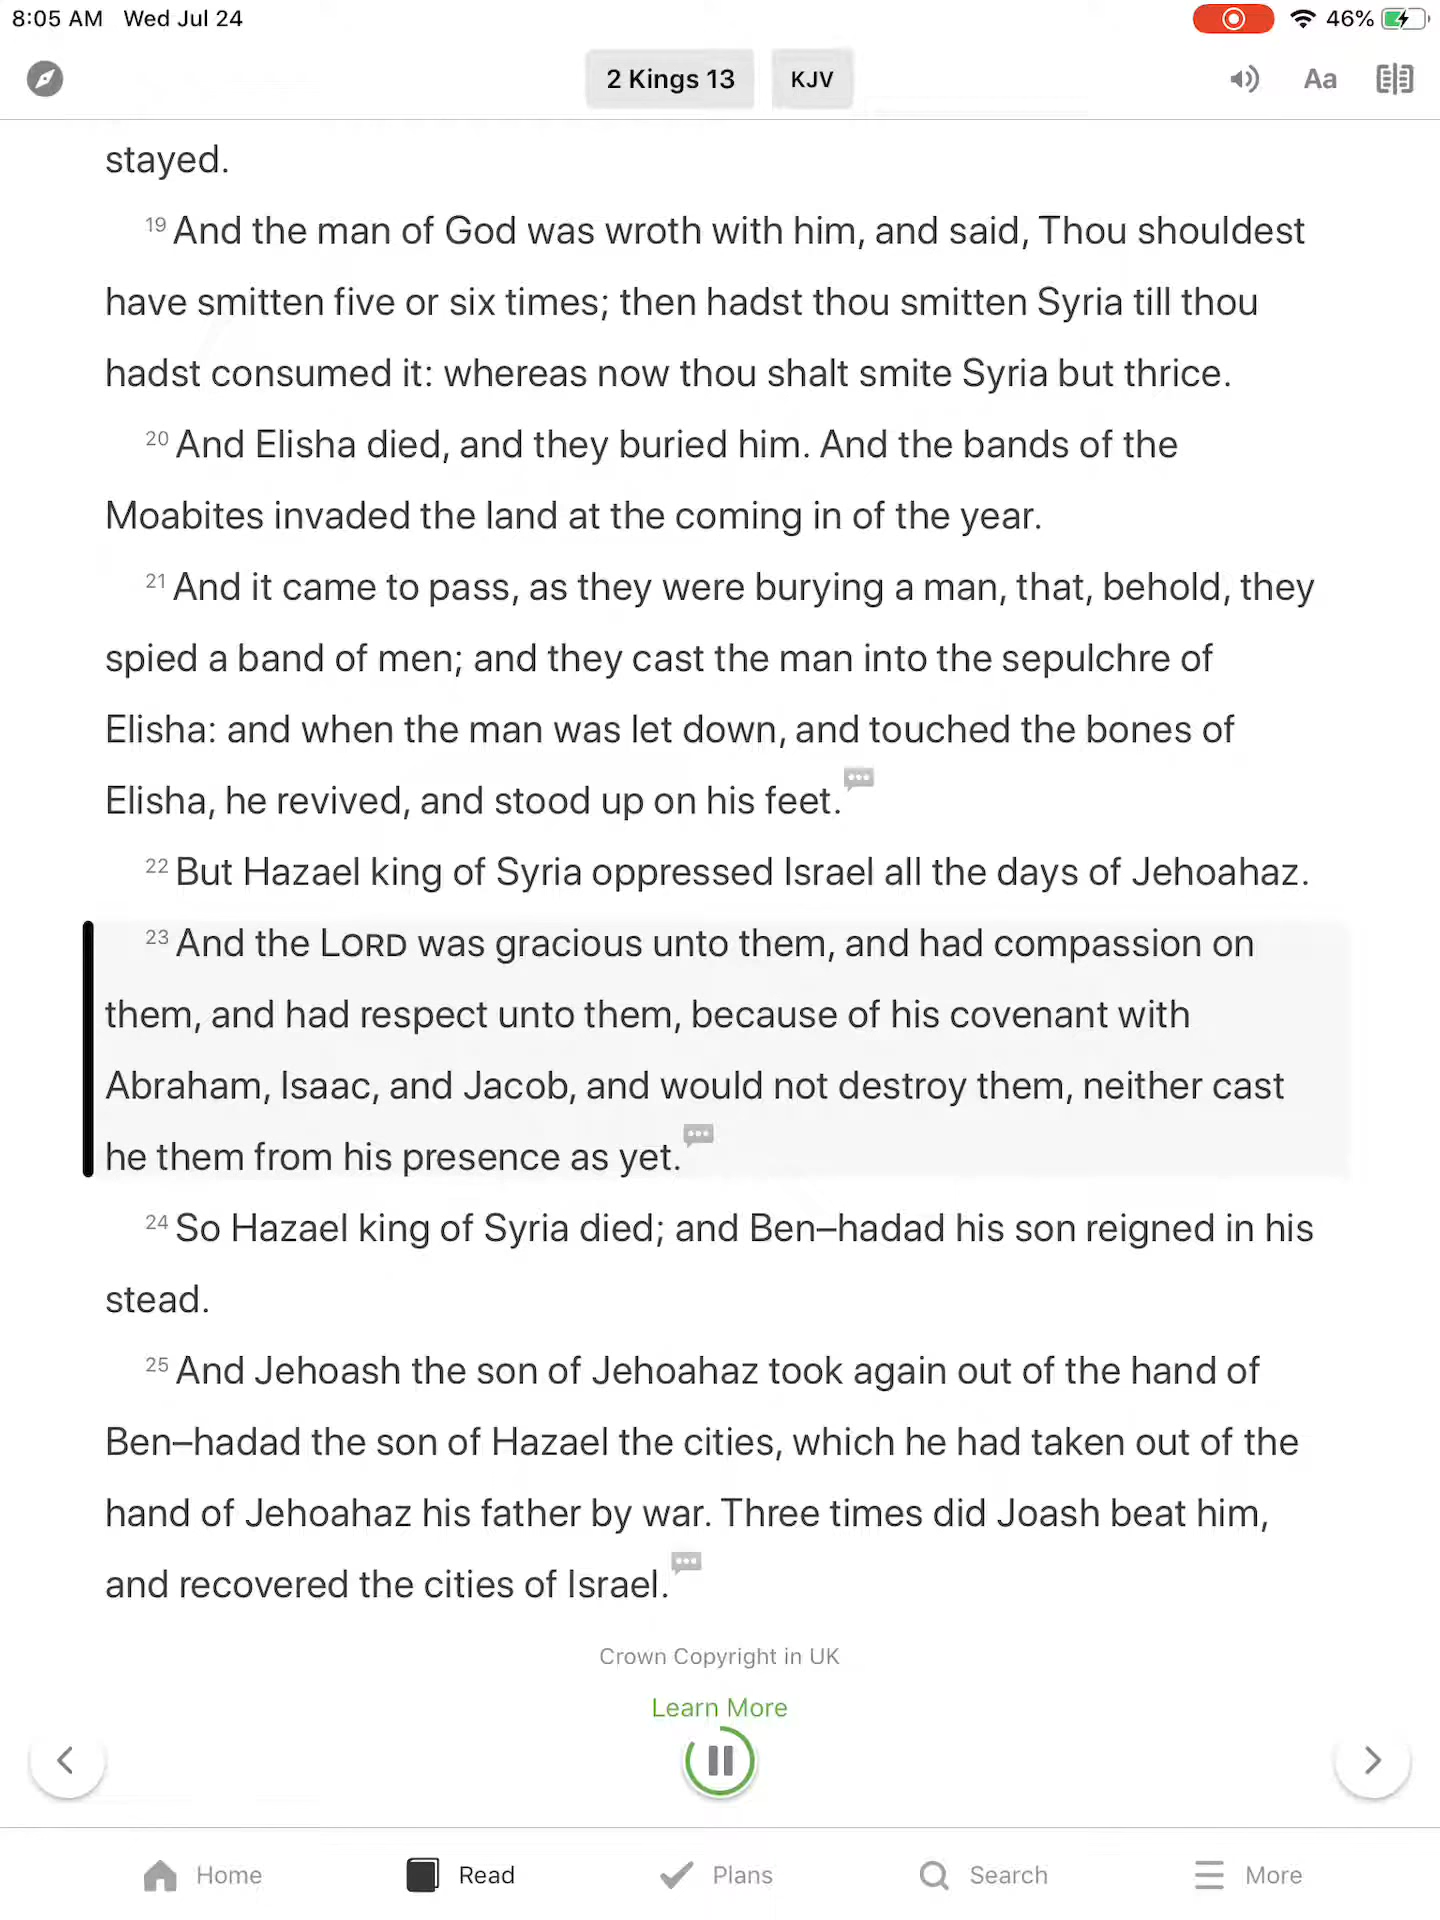 8:05 AM Wed Jul 24 46%
2 Kings 13 KJV Aa
stayed.
19 And the man of God was wroth with him, and said, Thou shouldest
have smitten five or six times; then hadst thou smitten Syria till thou
hadst consumed it: whereas now thou shalt smite Syria but thrice.
20 And Elisha died, and they buried him. And the bands of the
Moabites invaded the land at the coming in of the year.
21 And it came to pass, as they were burying a man, that, behold, they
spied a band of men; and they cast the man into the sepulchre of
Elisha: and when the man was let down, and touched the bones of
Elisha, he revived, and stood up on his feet.
22 But Hazael king of Syria oppressed Israel all the days of Jehoahaz.
23 And the LORD was gracious unto them, and had compassion on
them, and had respect unto them, because of his covenant with
Abraham, Isaac, and Jacob, and would not destroy them, neither cast
he them from his presence as yet.
24 So Hazael king of Syria died; and Ben–hadad his son reigned in his
stead.
25 And Jehoash the son of Jehoahaz took again out of the hand of
Ben–hadad the son of Hazael the cities, which he had taken out of the
hand of Jehoahaz his father by war. Three times did Joash beat him,
and recovered the cities of Israel.
Crown Copyright in UK
Learn More
Home Read Plans Search More